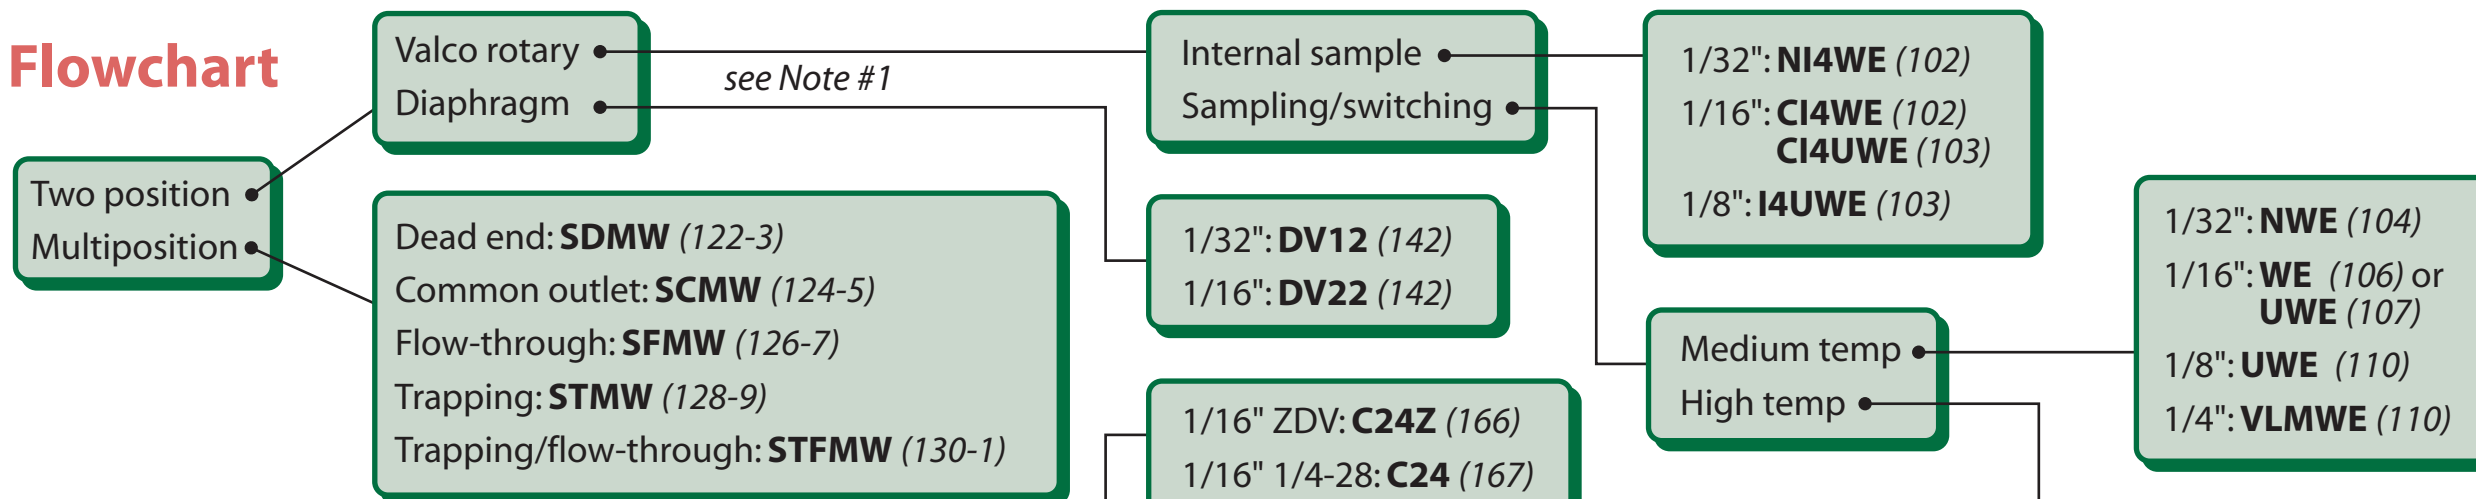 Flowchart
Two position
Multiposition
Valco rotary
Diaphragm
see Note #1
Dead end: SDMW (122-3)
Common outlet: SCMW (124-5)
Flow-through: SFMW (126-7)
Trapping: STMW (128-9)
Trapping/flow-through: STFMW (130-1)
Internal sample
Sampling/switching
1/32": DV12 (142)
1/16": DV22 (142)
1/16" ZDV: C24Z (166)
1/16" 1/4-28: C24 (167)
1/32": NI4WE (102)
1/16": CI4WE (102)
CI4UWE (103)
1/8": I4UWE (103)
Medium temp
High temp
1/32": NWE (104)
1/16": WE (106) or
UWE (107)
1/8": UWE (110)
1/4": VLMWE (110)